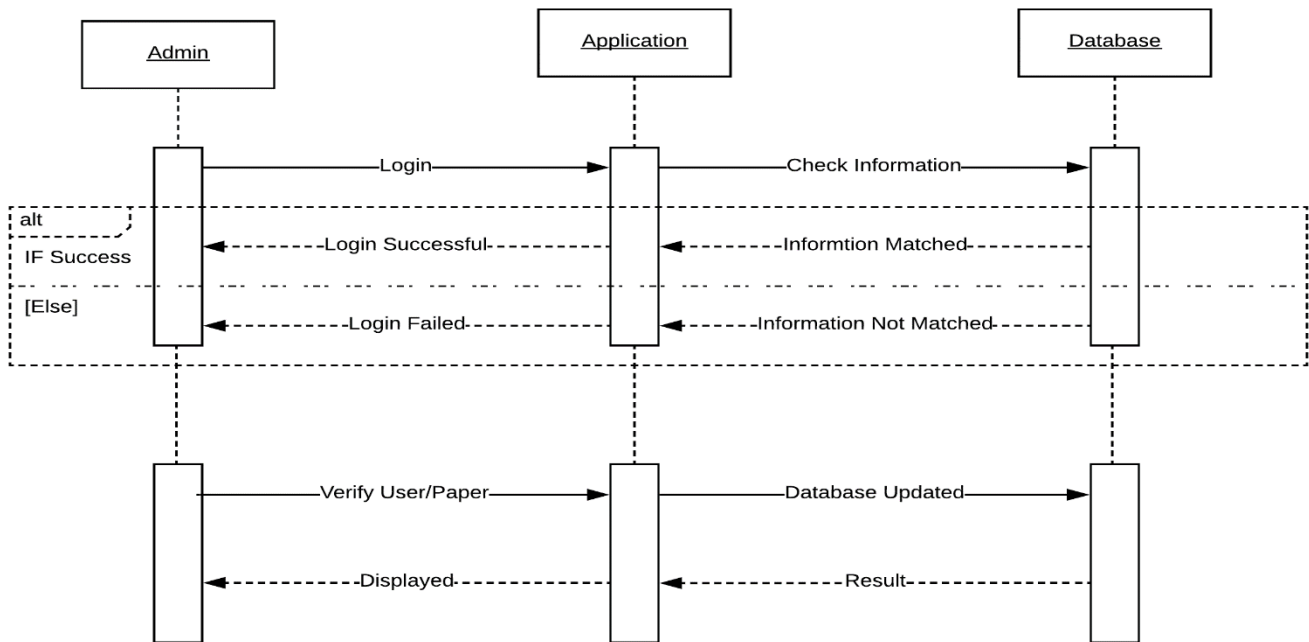 Admin
Application
Database
Login
Check Information
alt
Login Successful
Informtion Matched
IF Success
[Else]
Login Failed
Information Not Matched
Verify User/Paper
Database Updated
Displayed
Result